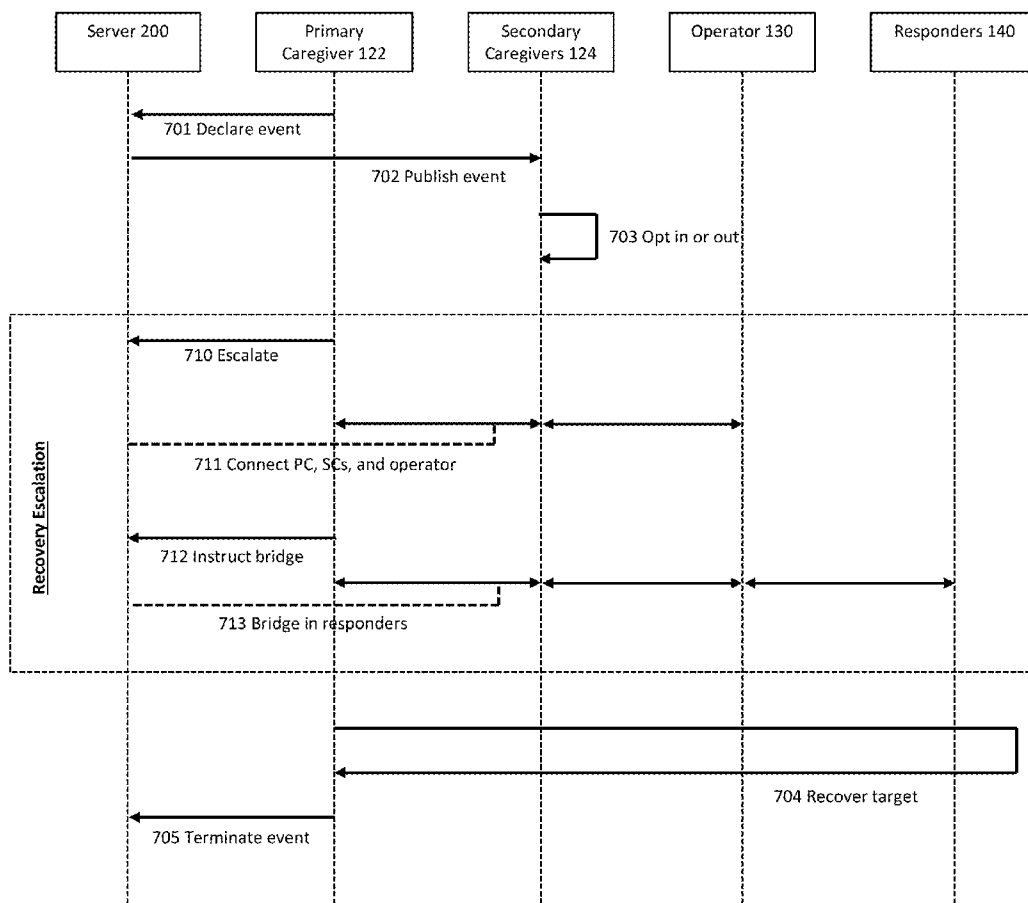 Server 200
Primary
Caregiver 122
Secondary
Caregivers 124
Operator 130
Responders 140
701 Declare event
702 Publish event
703 Opt in or out
Recovery Escalation
710 Escalate
711 Connect PC, SCs, and operator
712 Instruct bridge
713 Bridge in responders
704 Recover target
705 Terminate event